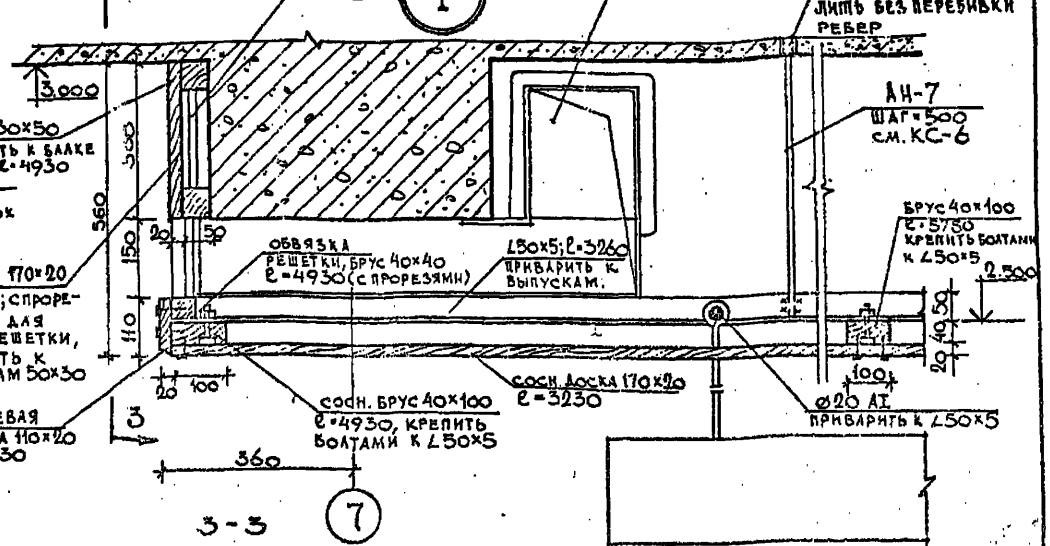 1
ЛИТЬ БЕЗ ПЕРЕБИВКИ
РЕБЕР
3.000
30×50
ТЬ К БАЛКЕ
ℓ=4930
300
560
150
110
20
50
АН-7
ШАГ=500
СМ. КС-6
БРУС 40×100
ℓ=5750
КРЕПИТЬ БОЛТАМИ
К ∠50×5
2.500
170×20
; С ПРОРЕ-
ДЛЯ
РЕШЕТКИ,
ТЬ К
АМ 50×30
ОБВЯЗКА
РЕШЕТКИ, БРУС 40×40
ℓ=4930 (С ПРОРЕЗЯМИ)
∠50×5; ℓ=3260
ПРИВАРИТЬ К
ВЫПУСКАМ.
50
40
20
20
100
100
ЕВАЯ
А 110×20
30
3
СОСН. БРУС 40×100
ℓ=4930, КРЕПИТЬ
БОЛТАМИ К ∠50×5
СОСН. ДОСКА 170×20
ℓ=3230
⌀20 АI
ПРИВАРИТЬ К ∠50×5
360
7
3-3